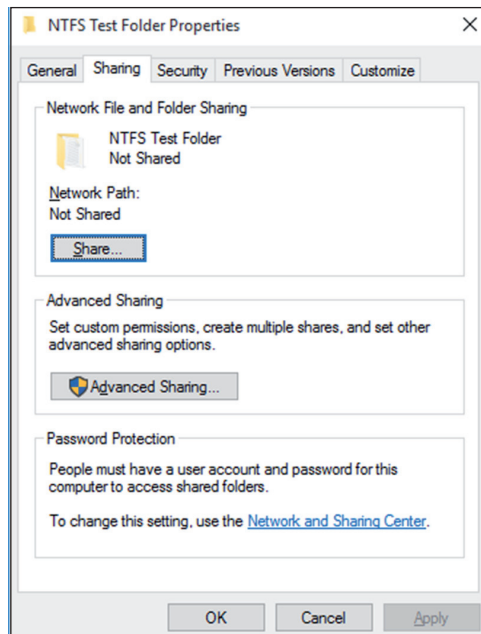 NTFS Test Folder Properties
General Sharing Security Previous Versions Customize
Network File and Folder Sharing
NTFS Test Folder
Not Shared
Network Path:
Not Shared
Share...
Advanced Sharing
Set custom permissions, create multiple shares, and set other
advanced sharing options.
Advanced Sharing...
Password Protection
People must have a user account and password for this
computer to access shared folders.
To change this setting, use the Network and Sharing Center.
OK Cancel Apply